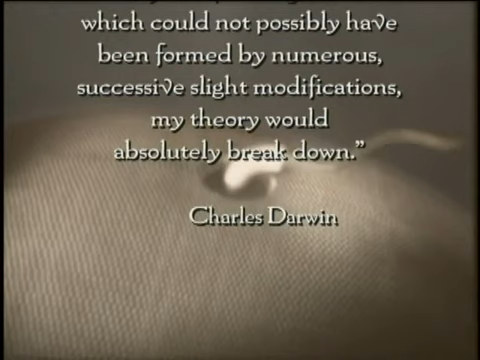 which could not possibly have
been formed by numerous,
successive slight modifications,
my theory would
absolutely break down.”
Charles Darwin